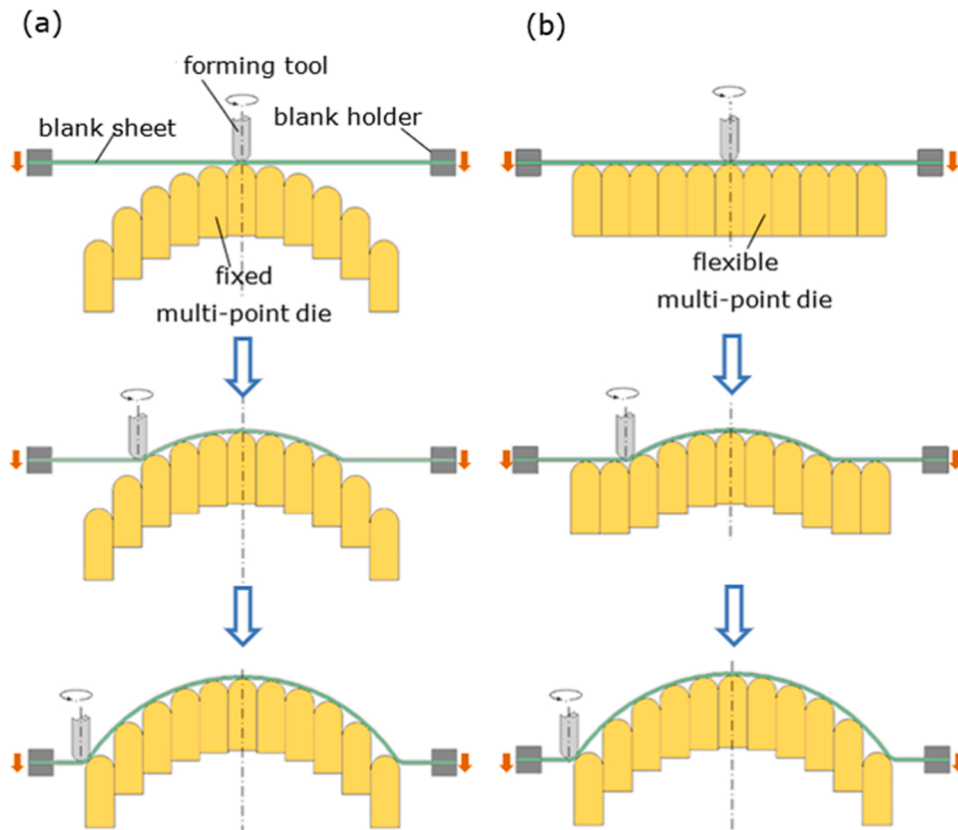 (a)
forming tool
blank sheet
blank holder
fixed
multi-point die
(b)
flexible
multi-point die